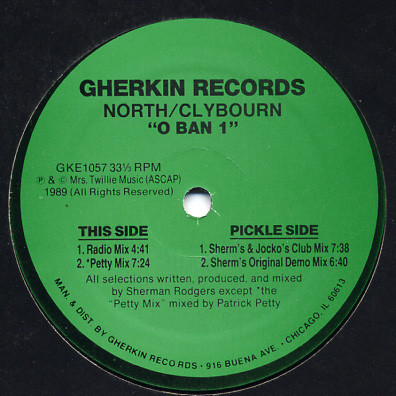 GHERKIN RECORDS
NORTH/CLYBOURN
"O BAN 1"
GKE1057 33⅓ RPM
℗ & © Mrs. Twillie Music (ASCAP)
1989 (All Rights Reserved)
THIS SIDE
1. Radio Mix 4:41
2. *Petty Mix 7:24
PICKLE SIDE
1. Sherm's & Jocko's Club Mix 7:38
2. Sherm's Original Demo Mix 6:40
All selections written, produced, and mixed
by Sherman Rodgers except *the
"Petty Mix" mixed by Patrick Petty
MAN. & DIST. BY GHERKIN RECORDS • 916 BUENA AVE. • CHICAGO, IL 60613